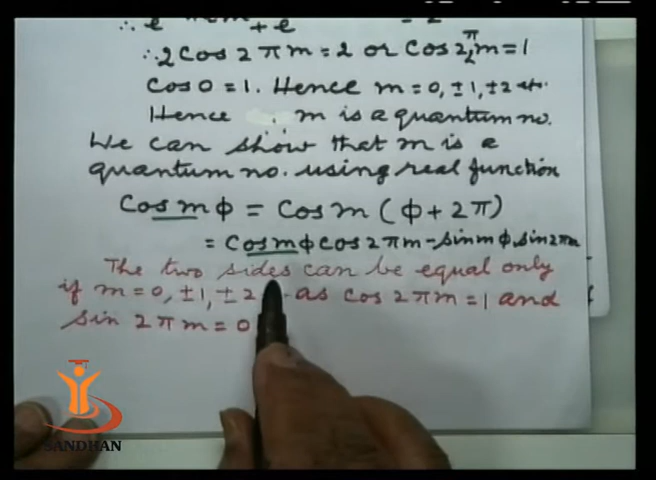 ∴ e + e = 2
∴ 2 Cos 2πm = 2 or Cos 2πm = 1
Cos 0 = 1. Hence m = 0, ±1, ±2 etc.
Hence m is a quantum no.
We can show that m is a
quantum no. using real function
Cos mφ = Cos m (φ + 2π)
= Cos mφ cos 2πm - sin mφ. sin 2πm
The two sides can be equal only
if m = 0, ±1, ±2 as cos 2πm = 1 and
sin 2πm = 0
SANDHAN